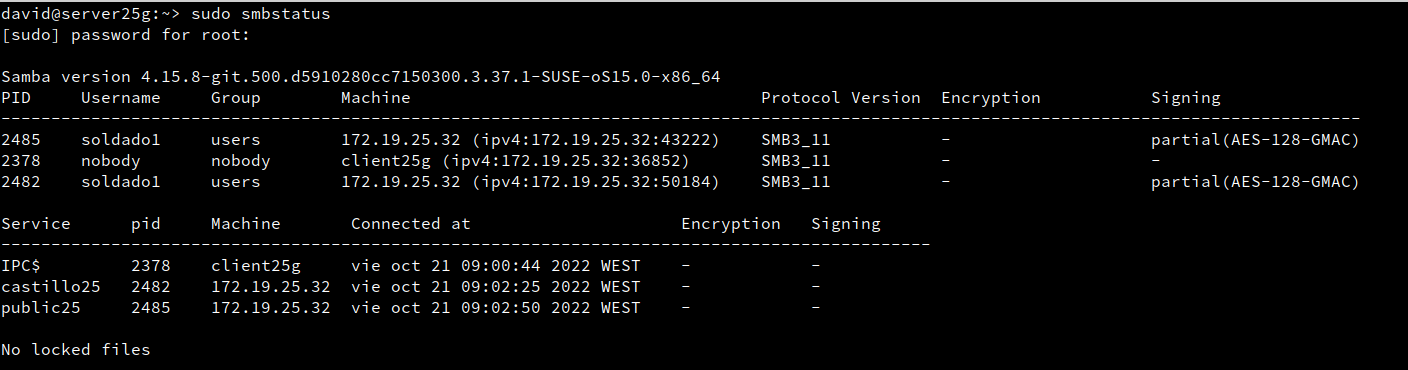 david@server25g:~> sudo smbstatus
[sudo] password for root:
Samba version 4.15.8-git.500.d5910280cc7150300.3.37.1-SUSE-oS15.0-x86_64
PID     Username     Group        Machine                                   Protocol Version  Encryption           Signing
----------------------------------------------------------------------------------------------------------------------------------------
2485    soldado1     users        172.19.25.32 (ipv4:172.19.25.32:43222)    SMB3_11           -                    partial(AES-128-GMAC)
2378    nobody       nobody       client25g (ipv4:172.19.25.32:36852)       SMB3_11           -                    -
2482    soldado1     users        172.19.25.32 (ipv4:172.19.25.32:50184)    SMB3_11           -                    partial(AES-128-GMAC)
Service      pid     Machine       Connected at                     Encryption   Signing
---------------------------------------------------------------------------------------------
IPC$         2378    client25g     vie oct 21 09:00:44 2022 WEST    -            -
castillo25   2482    172.19.25.32  vie oct 21 09:02:25 2022 WEST    -            -
public25     2485    172.19.25.32  vie oct 21 09:02:50 2022 WEST    -            -
No locked files